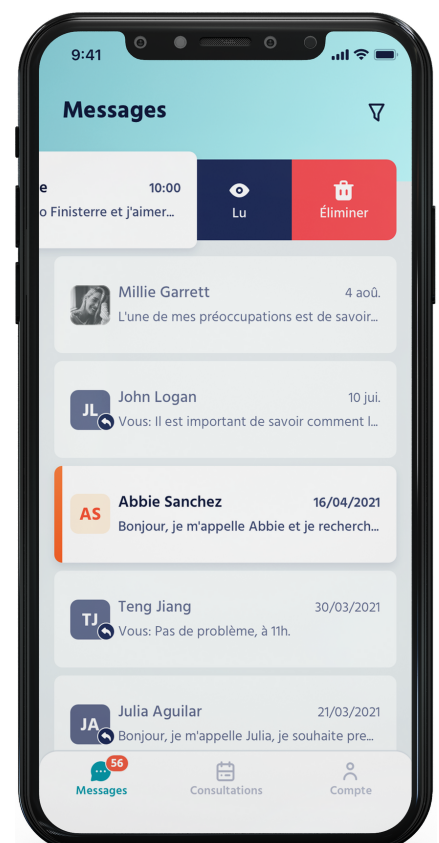 9:41
Messages
e 10:00
o Finisterre et j'aimer...
Lu
Éliminer
Millie Garrett 4 aoû.
L'une de mes préoccupations est de savoir...
JL
John Logan 10 jui.
Vous: Il est important de savoir comment l...
AS
Abbie Sanchez 16/04/2021
Bonjour, je m'appelle Abbie et je recherch...
TJ
Teng Jiang 30/03/2021
Vous: Pas de problème, à 11h.
JA
Julia Aguilar 21/03/2021
Bonjour, je m'appelle Julia, je souhaite pre...
56
Messages
Consultations
Compte